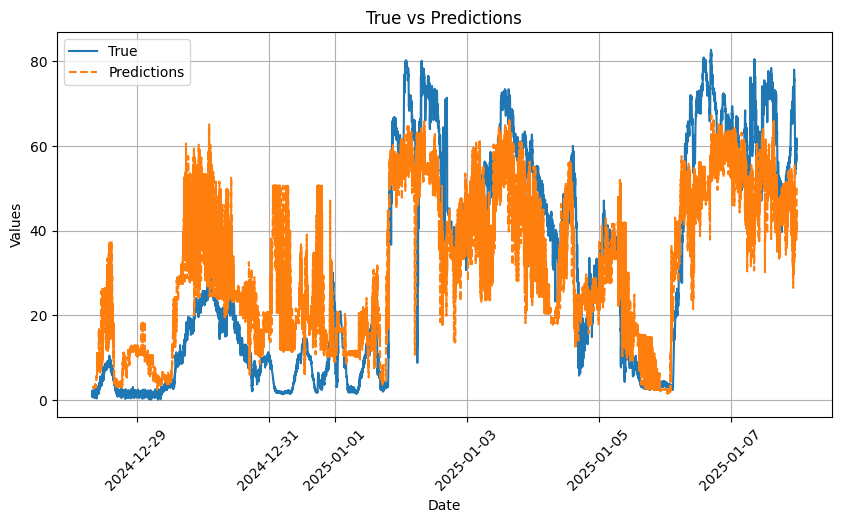 True vs Predictions
True
Predictions
Values
80
60
40
20
0
2024-12-29
2024-12-31
2025-01-01
2025-01-03
2025-01-05
2025-01-07
Date